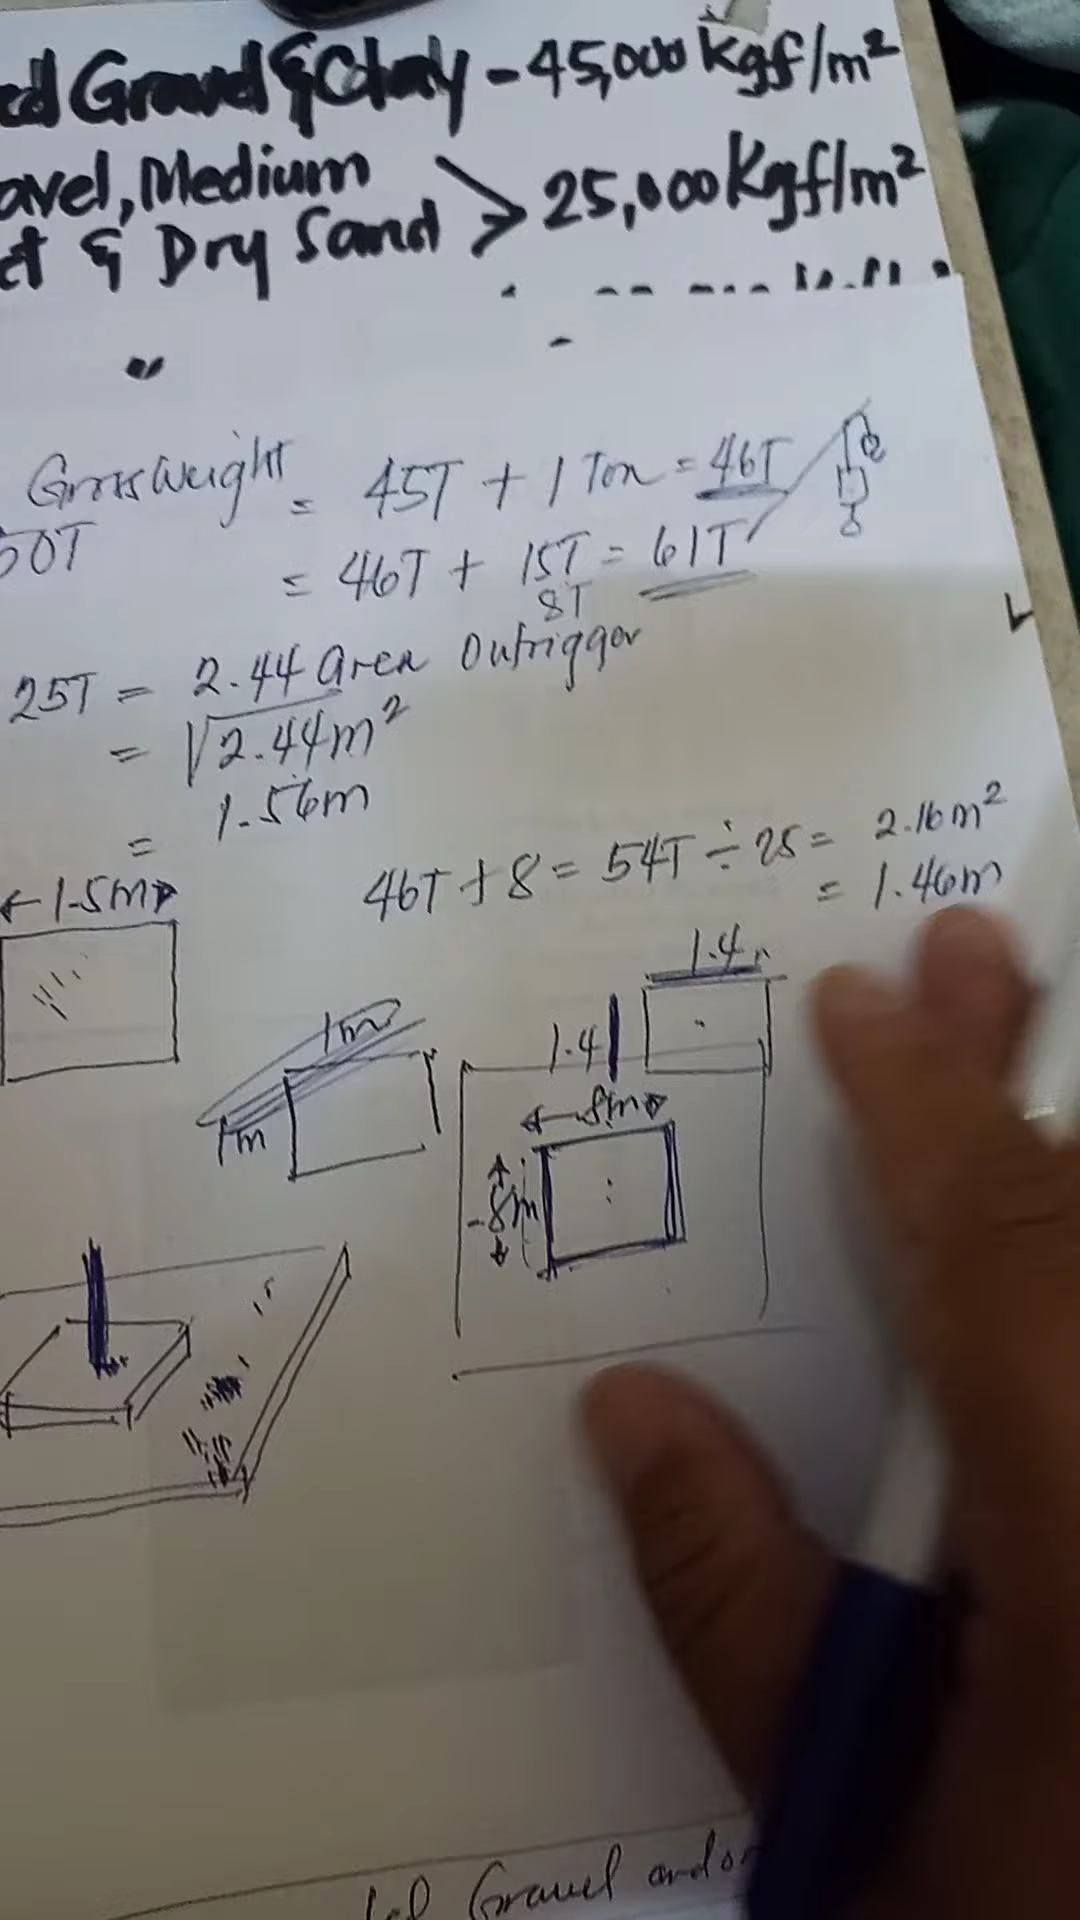 Gravel & Clay - 45,000 kgf/m²
avel, Medium
& Dry Sand > 25,000 Kgf/m²
Gross Weight = 45T + 1 Ton = 46T
50T
= 46T + 15T = 61T
8T
25T = 2.44 area Outrigger
= √2.44m²
= 1.56m
46T + 8 = 54T ÷ 25 = 2.16m²
= 1.46m
1.5m
1.4
1m
1.4
.8m
1m
.8m
Gravel and